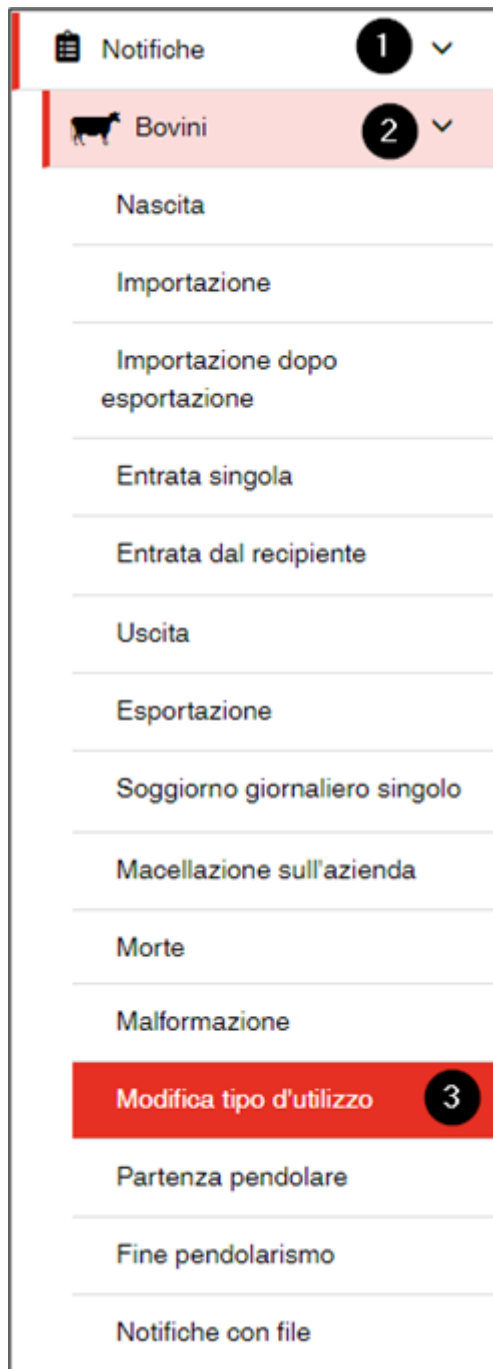 Notifiche 1
Bovini 2
Nascita
Importazione
Importazione dopo
esportazione
Entrata singola
Entrata dal recipiente
Uscita
Esportazione
Soggiorno giornaliero singolo
Macellazione sull'azienda
Morte
Malformazione
Modifica tipo d'utilizzo 3
Partenza pendolare
Fine pendolarismo
Notifiche con file